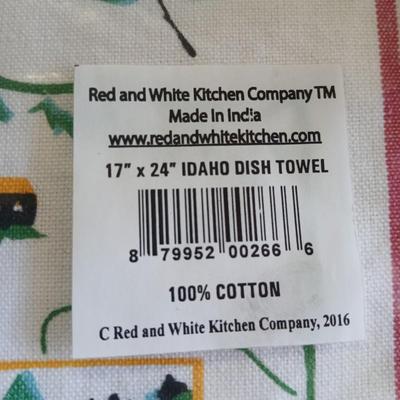 Red and White Kitchen Company TM
Made In India
www.redandwhitekitchen.com
17" x 24" IDAHO DISH TOWEL
8 79952 00266 6
100% COTTON
C Red and White Kitchen Company, 2016